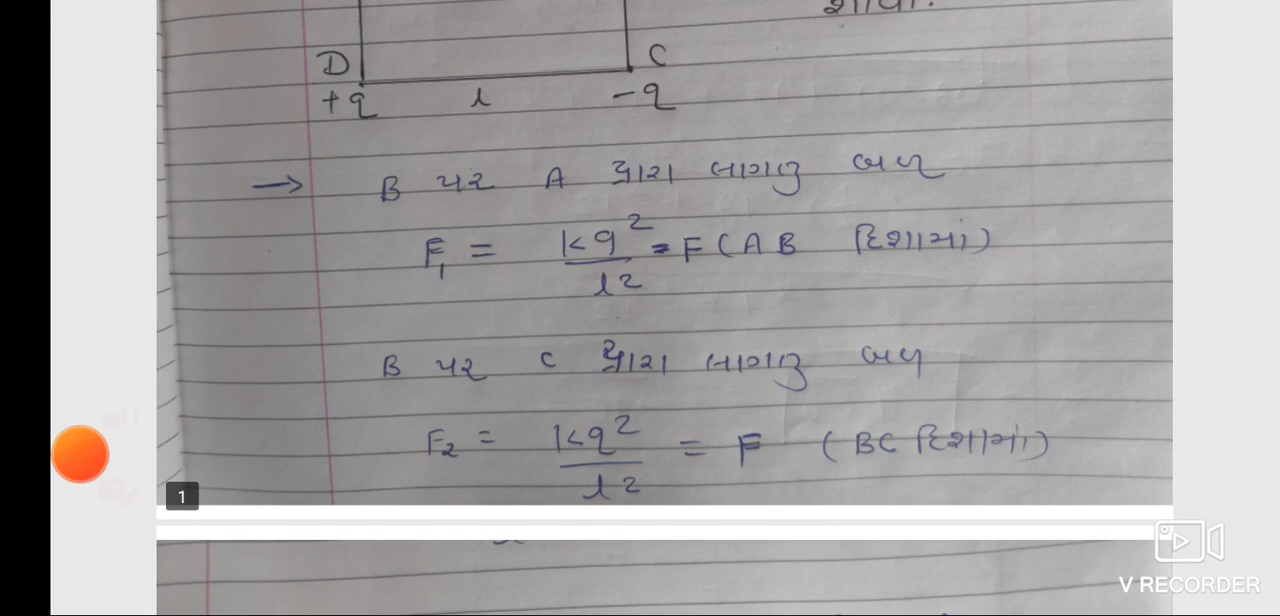 D C
+q l -q
→ B પર A દ્વારા લાગતું બળ
F₁ = kq²/l² = F (AB દિશામાં)
B પર C દ્વારા લાગતું બળ
F₂ = kq²/l² = F (BC દિશામાં)
1
V RECORDER